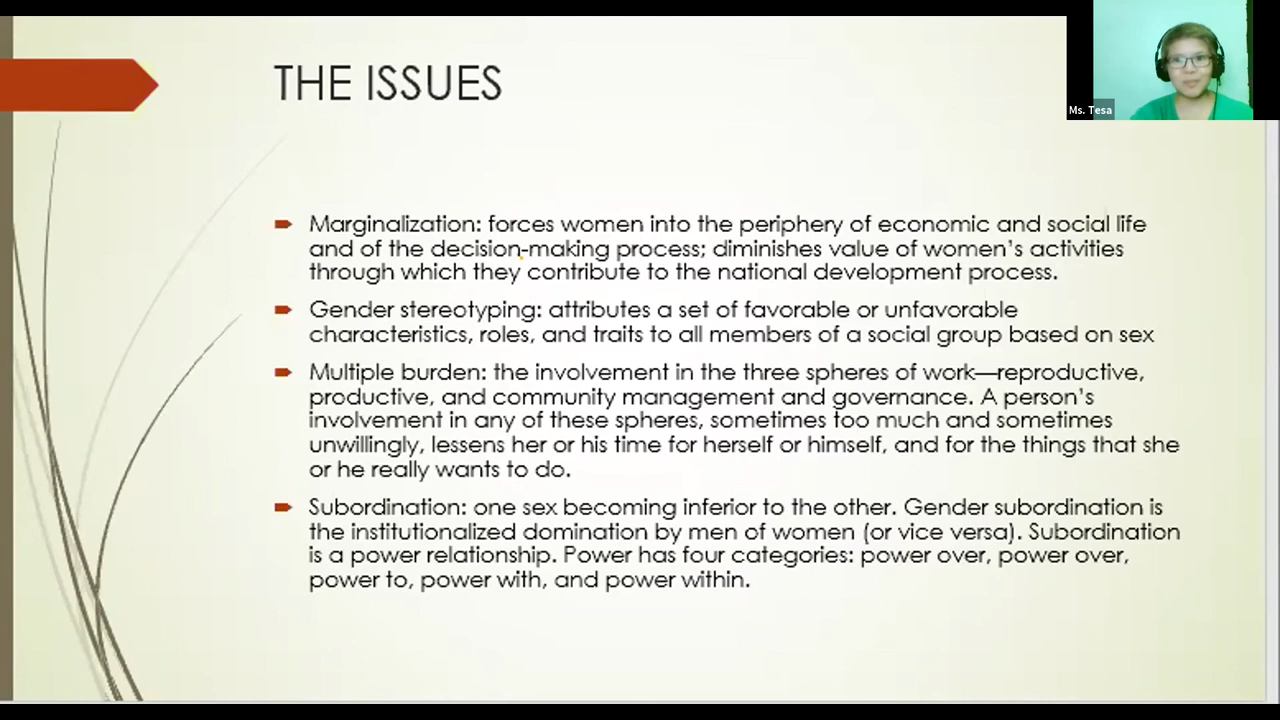 THE ISSUES
Ms. Tesa
Marginalization: forces women into the periphery of economic and social life
and of the decision-making process; diminishes value of women's activities
through which they contribute to the national development process.
Gender stereotyping: attributes a set of favorable or unfavorable
characteristics, roles, and traits to all members of a social group based on sex
Multiple burden: the involvement in the three spheres of work—reproductive,
productive, and community management and governance. A person's
involvement in any of these spheres, sometimes too much and sometimes
unwillingly, lessens her or his time for herself or himself, and for the things that she
or he really wants to do.
Subordination: one sex becoming inferior to the other. Gender subordination is
the institutionalized domination by men of women (or vice versa). Subordination
is a power relationship. Power has four categories: power over, power over,
power to, power with, and power within.